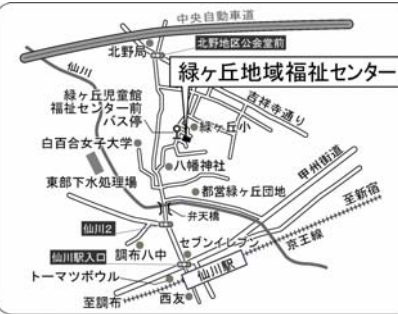 中央自動車道
北野局
北野地区公会堂前
仙川
緑ヶ丘地域福祉センター
緑ヶ丘児童館
福祉センター前
バス停
緑ヶ丘小
吉祥寺通り
白百合女子大学
八幡神社
甲州街道
東部下水処理場
都営緑ヶ丘団地
至新宿
弁天橋
仙川2
京王線
仙川駅入口
調布八中
セブンイレブン
トーマツボウル
仙川駅
至調布
西友